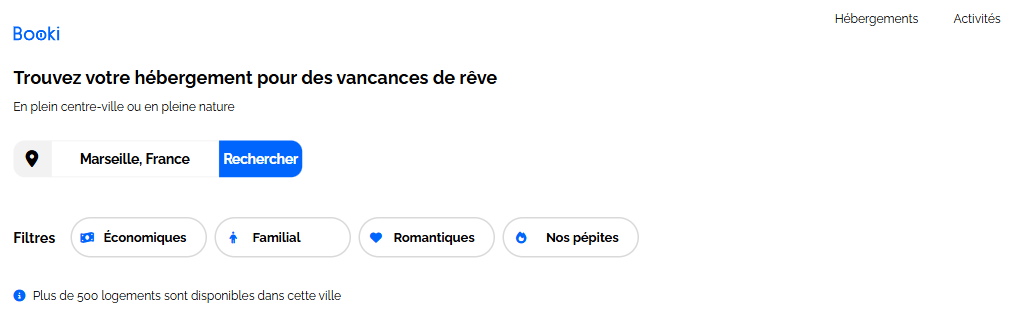 Hébergements Activités
Booki
Trouvez votre hébergement pour des vancances de rêve
En plein centre-ville ou en pleine nature
Marseille, France Rechercher
Filtres Économiques Familial Romantiques Nos pépites
Plus de 500 logements sont disponibles dans cette ville